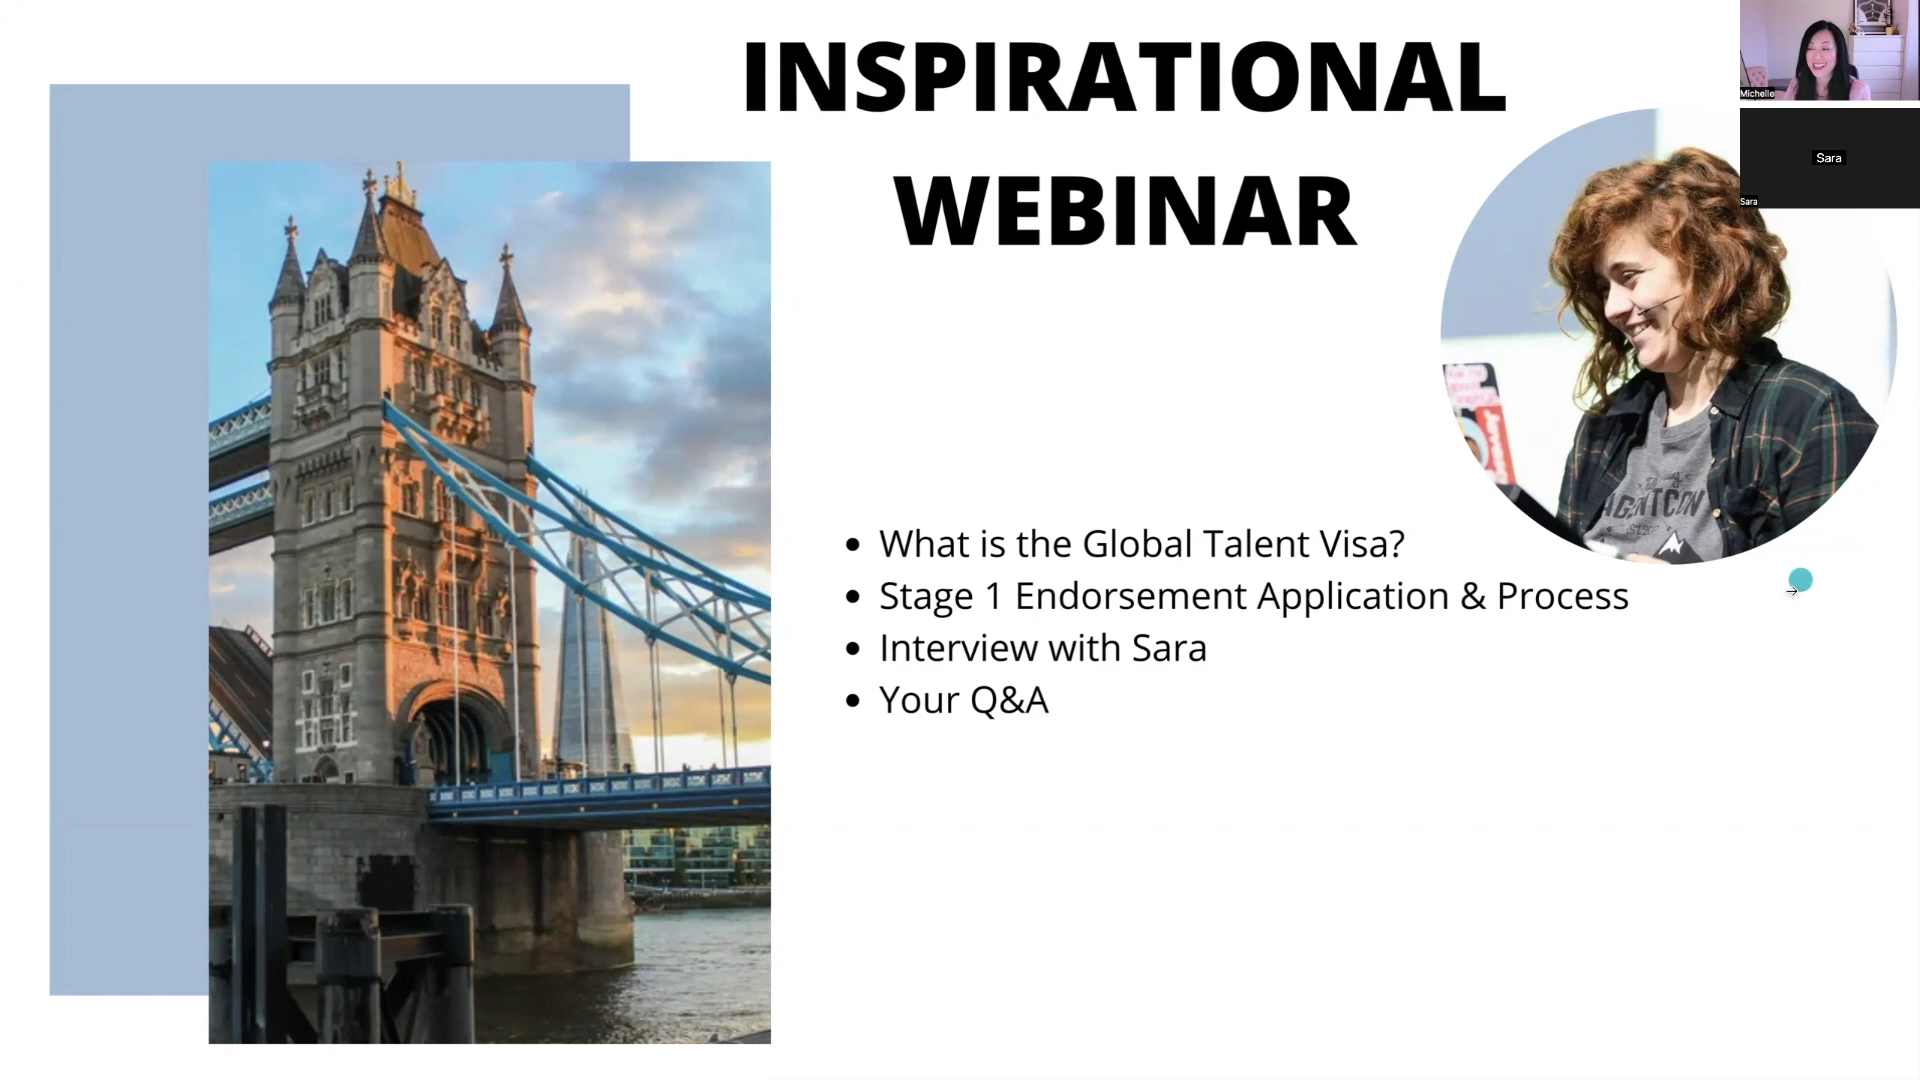 INSPIRATIONAL
WEBINAR
Michelle
Sara
Sara
• What is the Global Talent Visa?
• Stage 1 Endorsement Application & Process
• Interview with Sara
• Your Q&A